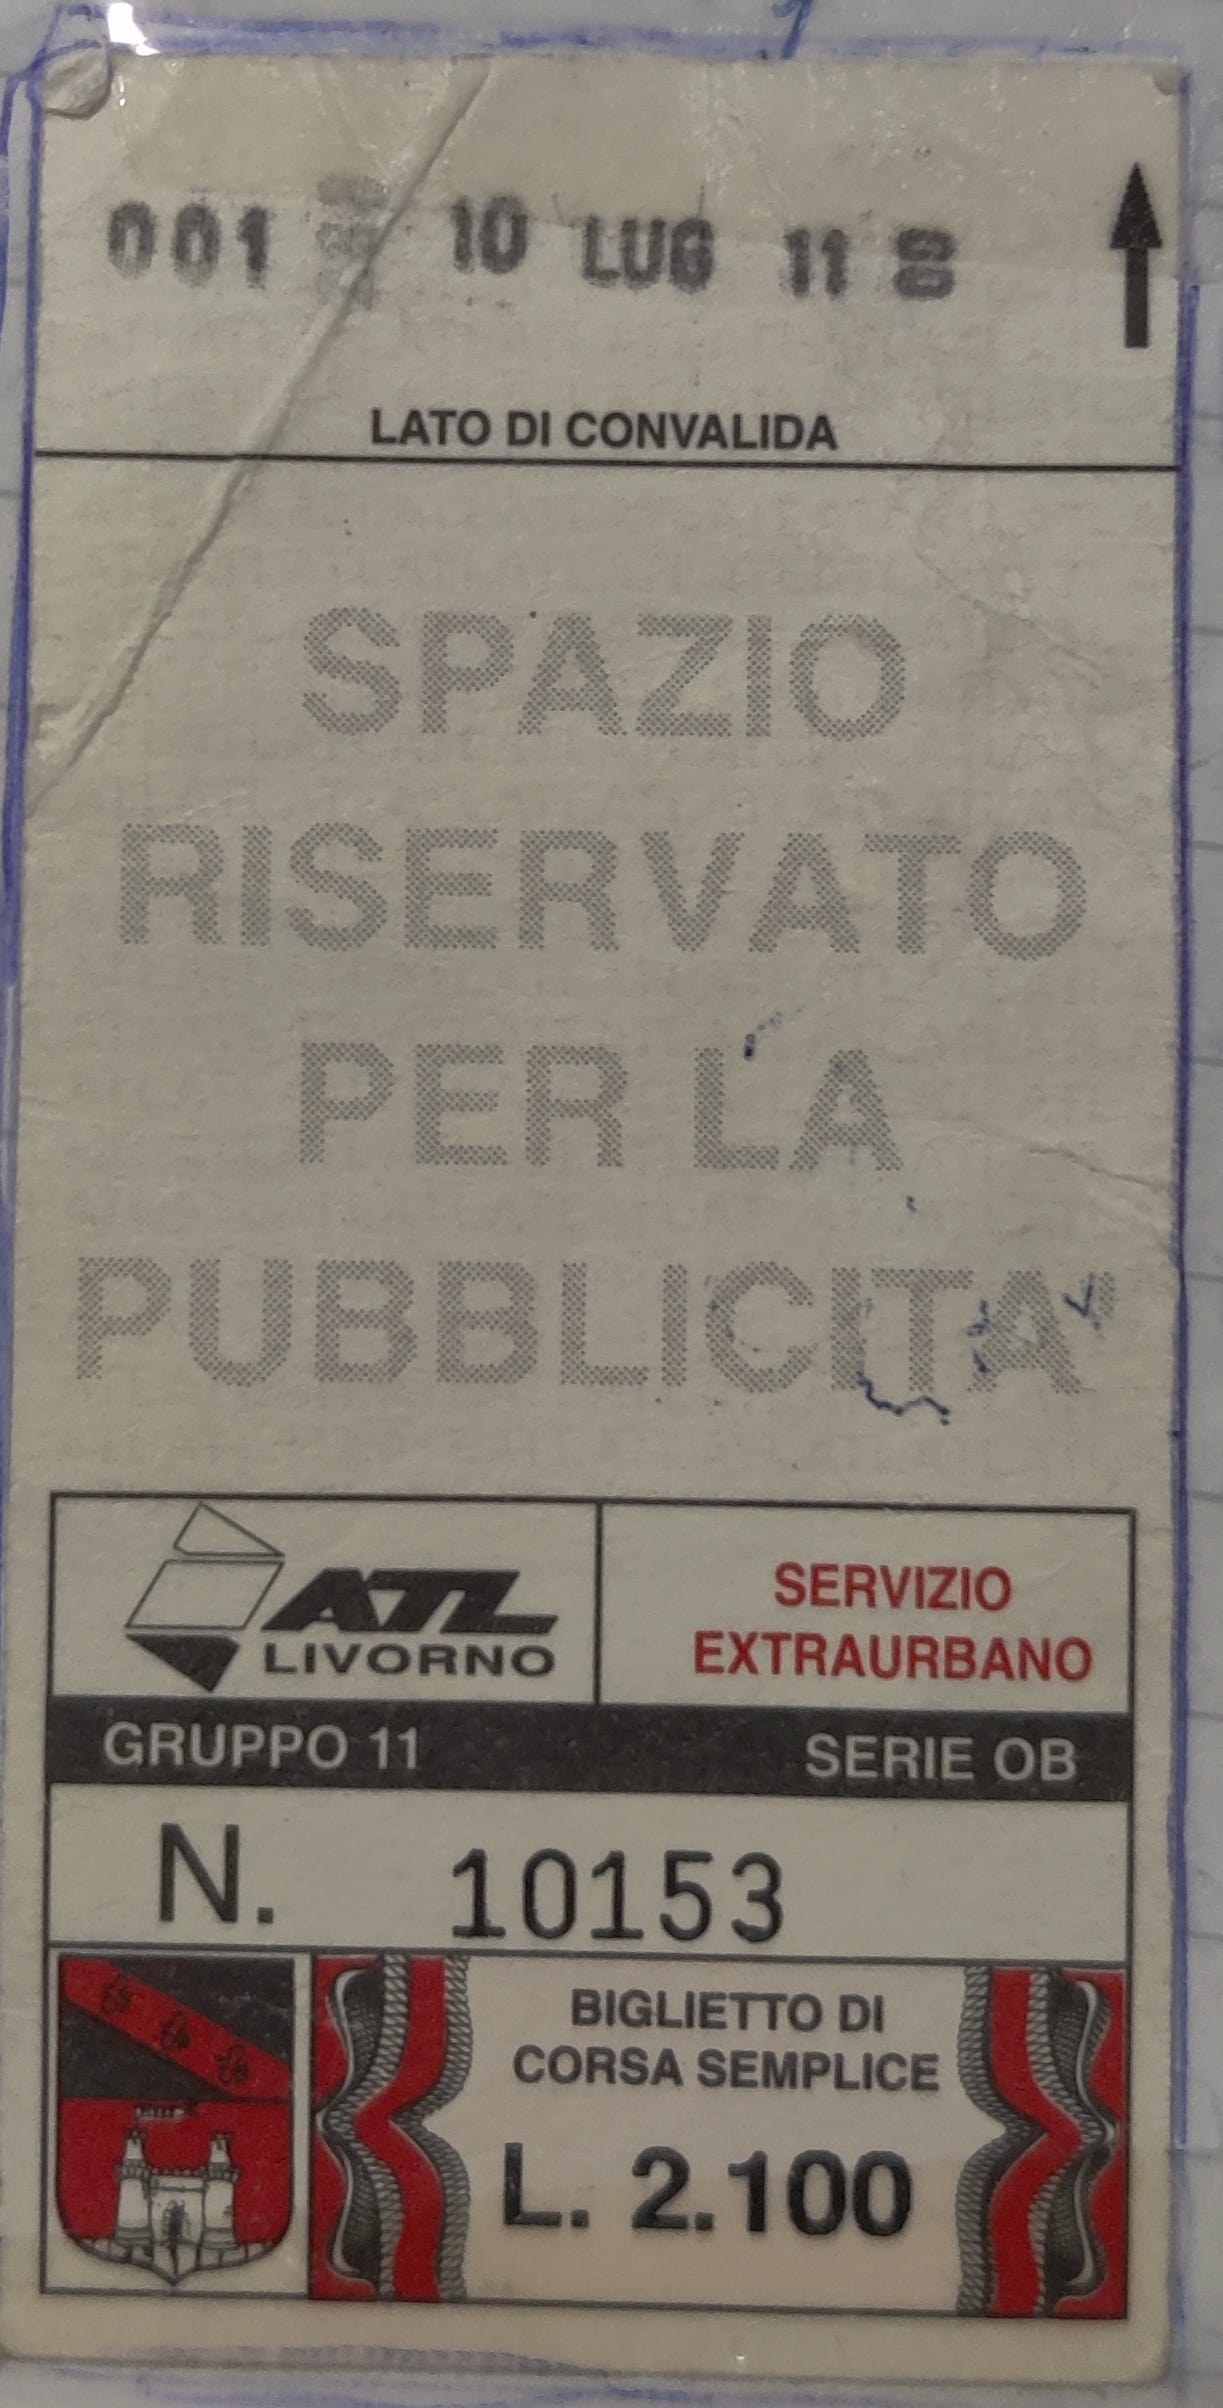 001 10 LUG 11
LATO DI CONVALIDA
SPAZIO
RISERVATO
PER LA
PUBBLICITA'
ATL
LIVORNO
SERVIZIO
EXTRAURBANO
GRUPPO 11 SERIE OB
N. 10153
BIGLIETTO DI
CORSA SEMPLICE
L. 2.100